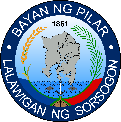 BAYAN NG PILAR
1861
LALAWIGAN NG SORSOGON